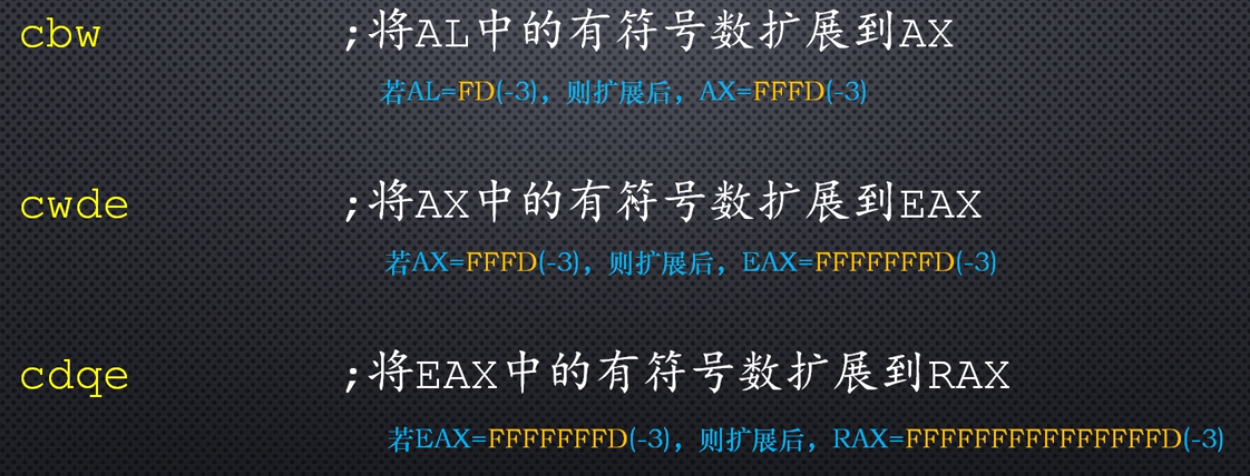 cbw ;将AL中的有符号数扩展到AX
若AL=FD(-3)，则扩展后，AX=FFFD(-3)
cwde ;将AX中的有符号数扩展到EAX
若AX=FFFD(-3)，则扩展后，EAX=FFFFFFFD(-3)
cdqe ;将EAX中的有符号数扩展到RAX
若EAX=FFFFFFFD(-3)，则扩展后，RAX=FFFFFFFFFFFFFFFD(-3)